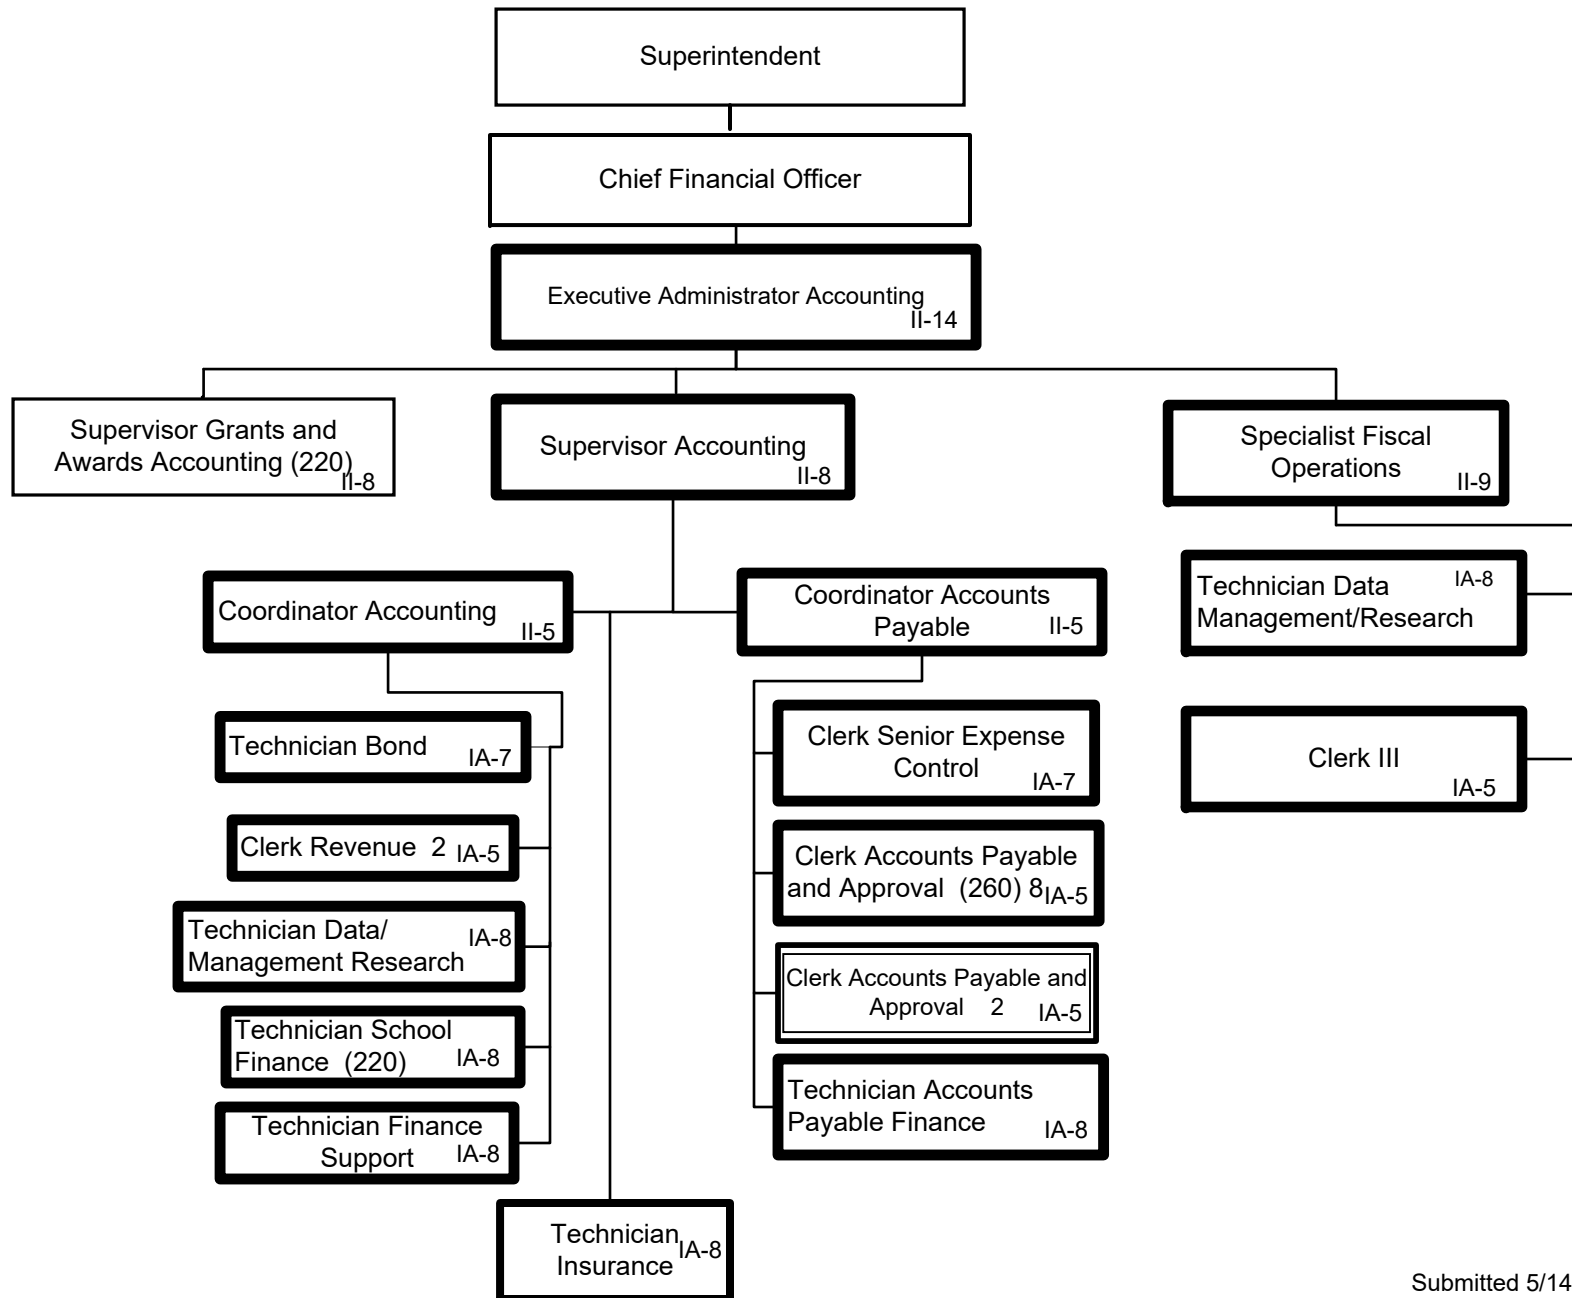 Superintendent
Chief Financial Officer
Executive Administrator Accounting
II-14
Supervisor Grants and
Awards Accounting (220)
II-8
Supervisor Accounting
II-8
Specialist Fiscal
Operations
II-9
Coordinator Accounting
II-5
Coordinator Accounts
Payable II-5
Technician Data IA-8
Management/Research
Technician Bond
IA-7
Clerk Senior Expense
Control
IA-7
Clerk III
IA-5
Clerk Revenue 2 IA-5
Clerk Accounts Payable
and Approval (260) 8 IA-5
Technician Data/ IA-8
Management Research
Clerk Accounts Payable and
Approval 2 IA-5
Technician School
Finance (220) IA-8
Technician Accounts
Payable Finance IA-8
Technician Finance
Support IA-8
Technician IA-8
Insurance
Submitted 5/14